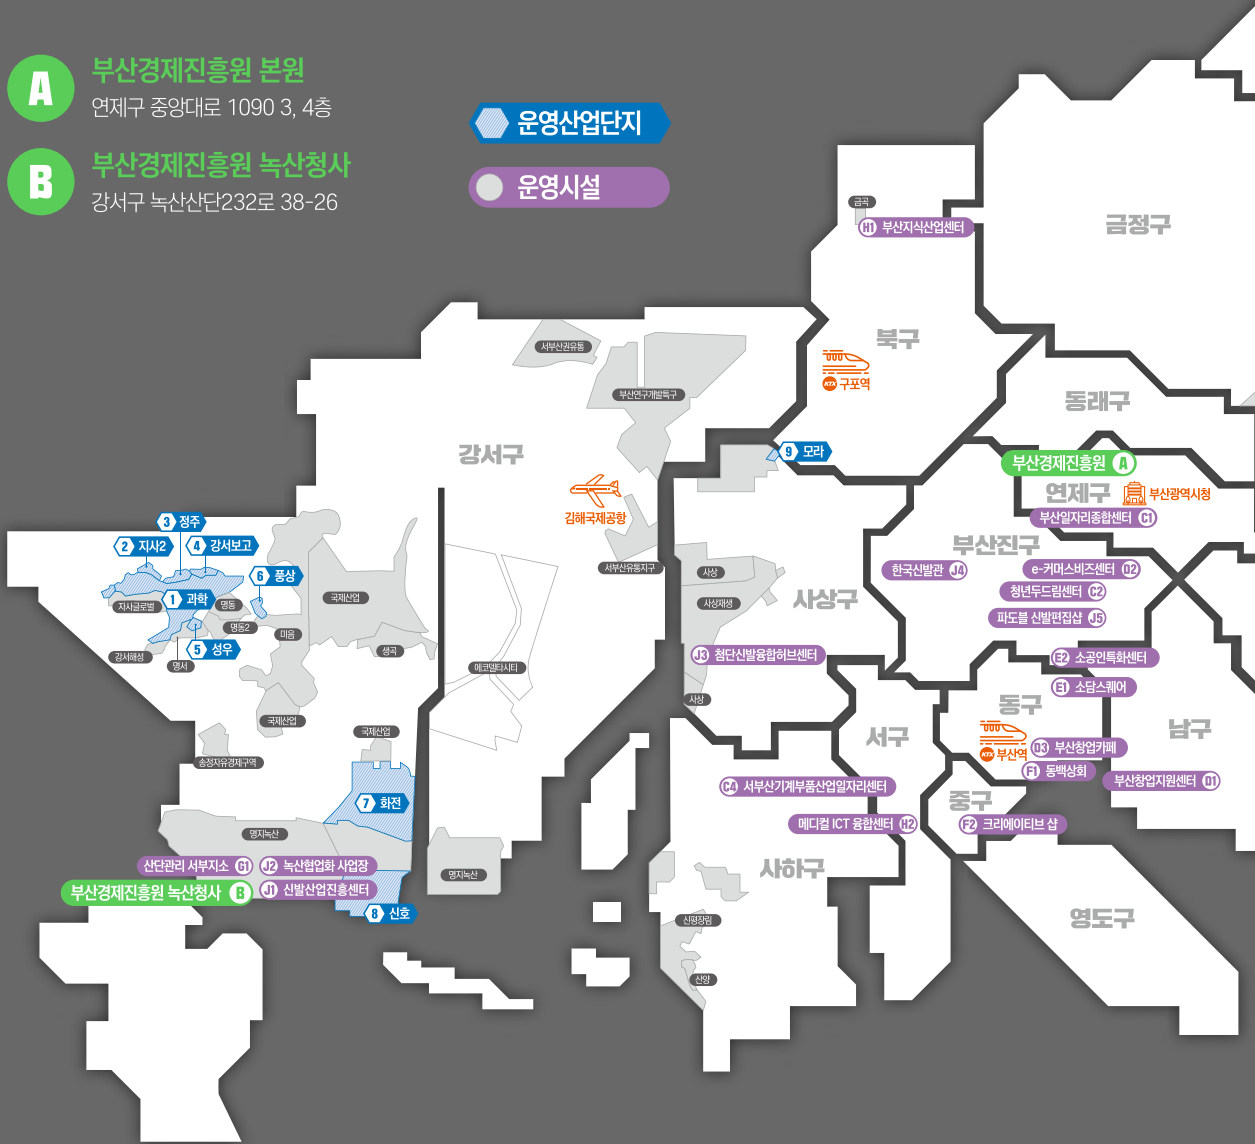 A
부산경제진흥원 본원
연제구 중앙대로 1090 3, 4층
B
부산경제진흥원 녹산청사
강서구 녹산산단232로 38-26
운영산업단지
운영시설
금곡
H1 부산지식산업센터
금정구
북구
KTX 구포역
서부산권유통
부산연구개발특구
동래구
강서구
9 모라
부산경제진흥원 A
연제구
부산광역시청
김해국제공항
부산일자리종합센터 C1
3 정주
2 지사2
4 강서보고
부산진구
서부산유통지구
사상
한국신발관 J4
e-커머스비즈센터 D2
6 풍상
청년두드림센터 C2
1 과학
지사글로벌
명동
국제산업
사상재생
사상구
파도블 신발편집샵 J5
명동2
미음
5 성우
생곡
강서해성
명서
에코델타시티
J3 첨단신발융합허브센터
E2 소공인특화센터
E1 소담스퀘어
사상
동구
국제산업
국제산업
서구
남구
KTX 부산역
D3 부산창업카페
송정자유경제구역
F1 동백상회
부산창업지원센터 D1
C4 서부산기계부품산업일자리센터
7 화전
중구
메디컬 ICT 융합센터 H2
F2 크리에이티브 샵
명지녹산
산단관리 서부지소 G1
J2 녹산협업화 사업장
사하구
명지녹산
부산경제진흥원 녹산청사 B
J1 신발산업진흥센터
8 신호
신평장림
영도구
산양